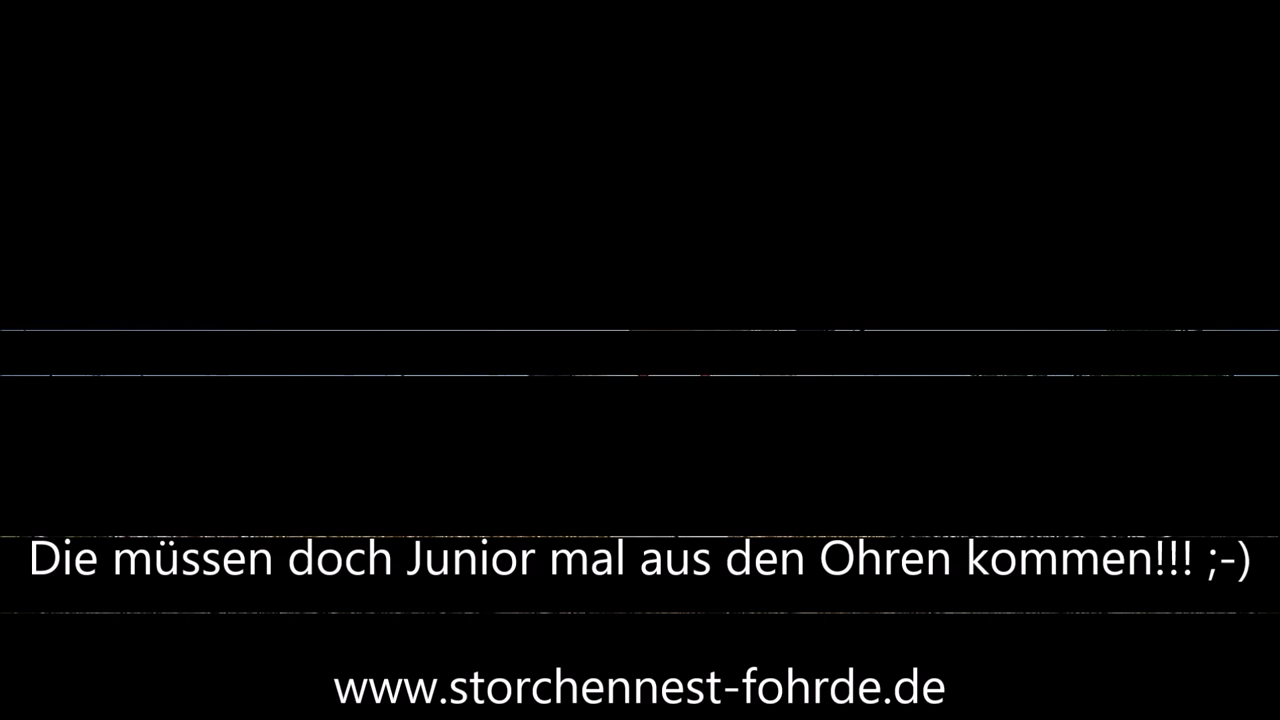 Die müssen doch Junior mal aus den Ohren kommen!!! ;-)
www.storchennest-fohrde.de